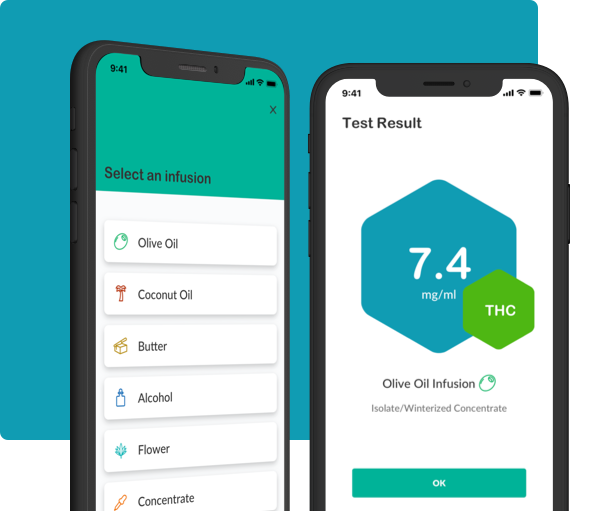 9:41
X
Select an infusion
Olive Oil
Coconut Oil
Butter
Alcohol
Flower
Concentrate
9:41
Test Result
7.4
mg/ml
THC
Olive Oil Infusion
Isolate/Winterized Concentrate
OK